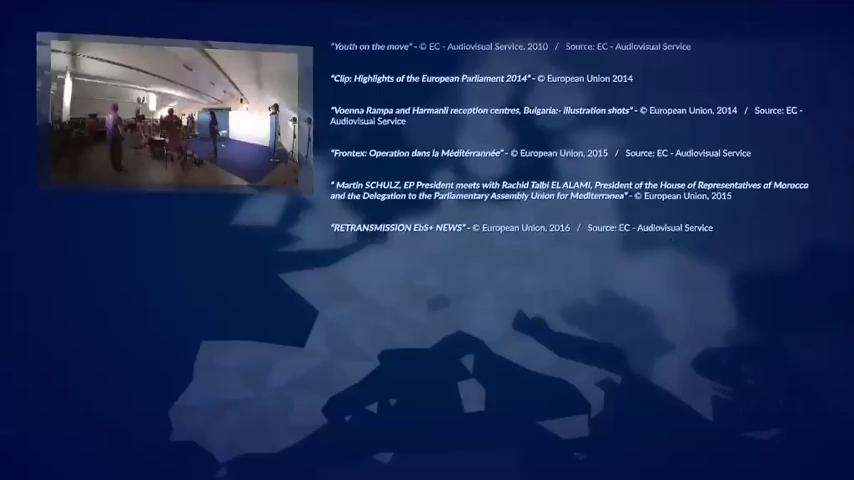 "Youth on the move" - © EC - Audiovisual Service, 2010 / Source: EC - Audiovisual Service
"Clip: Highlights of the European Parliament 2014" - © European Union 2014
"Voenna Rampa and Harmanli reception centres, Bulgaria:- illustration shots" - © European Union, 2014 / Source: EC -
Audiovisual Service
"Frontex: Operation dans la Méditérrannée" - © European Union, 2015 / Source: EC - Audiovisual Service
" Martin SCHULZ, EP President meets with Rachid Talbi EL ALAMI, President of the House of Representatives of Morocco
and the Delegation to the Parliamentary Assembly Union for Mediterranea" - © European Union, 2015
"RETRANSMISSION EbS+ NEWS" - © European Union, 2016 / Source: EC - Audiovisual Service